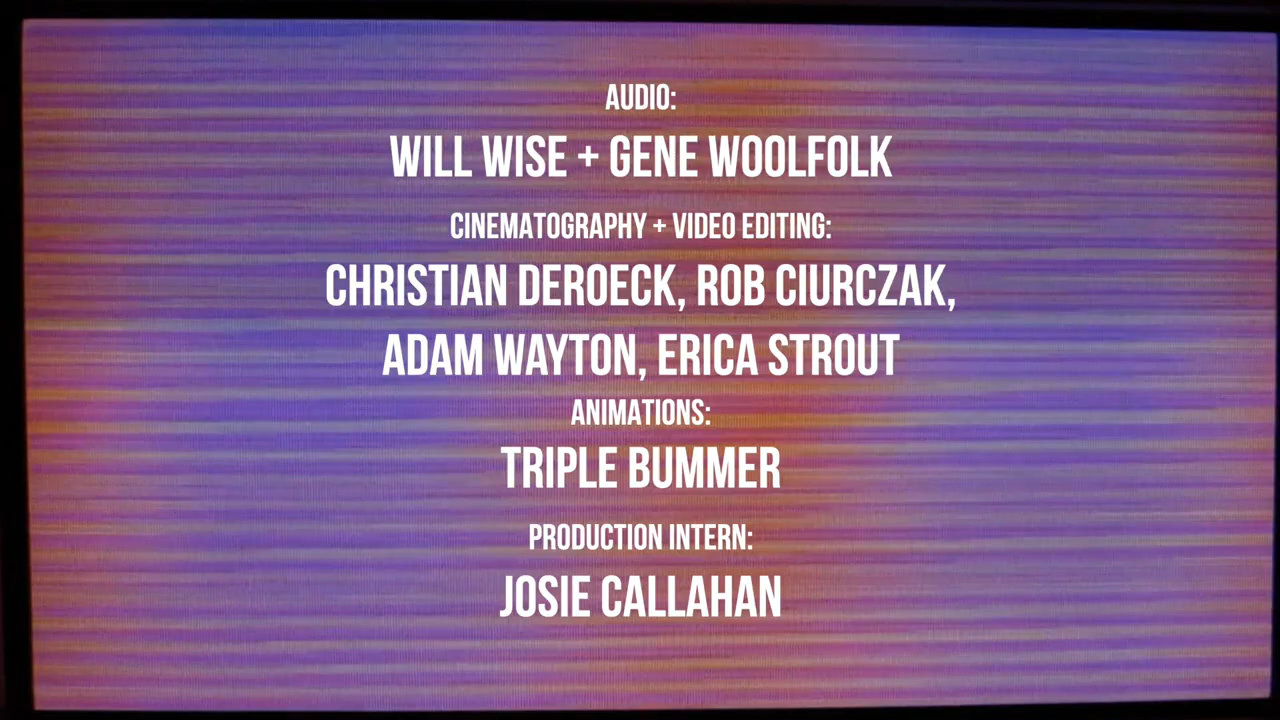 AUDIO:
WILL WISE + GENE WOOLFOLK
CINEMATOGRAPHY + VIDEO EDITING:
CHRISTIAN DEROECK, ROB CIURCZAK,
ADAM WAYTON, ERICA STROUT
ANIMATIONS:
TRIPLE BUMMER
PRODUCTION INTERN:
JOSIE CALLAHAN